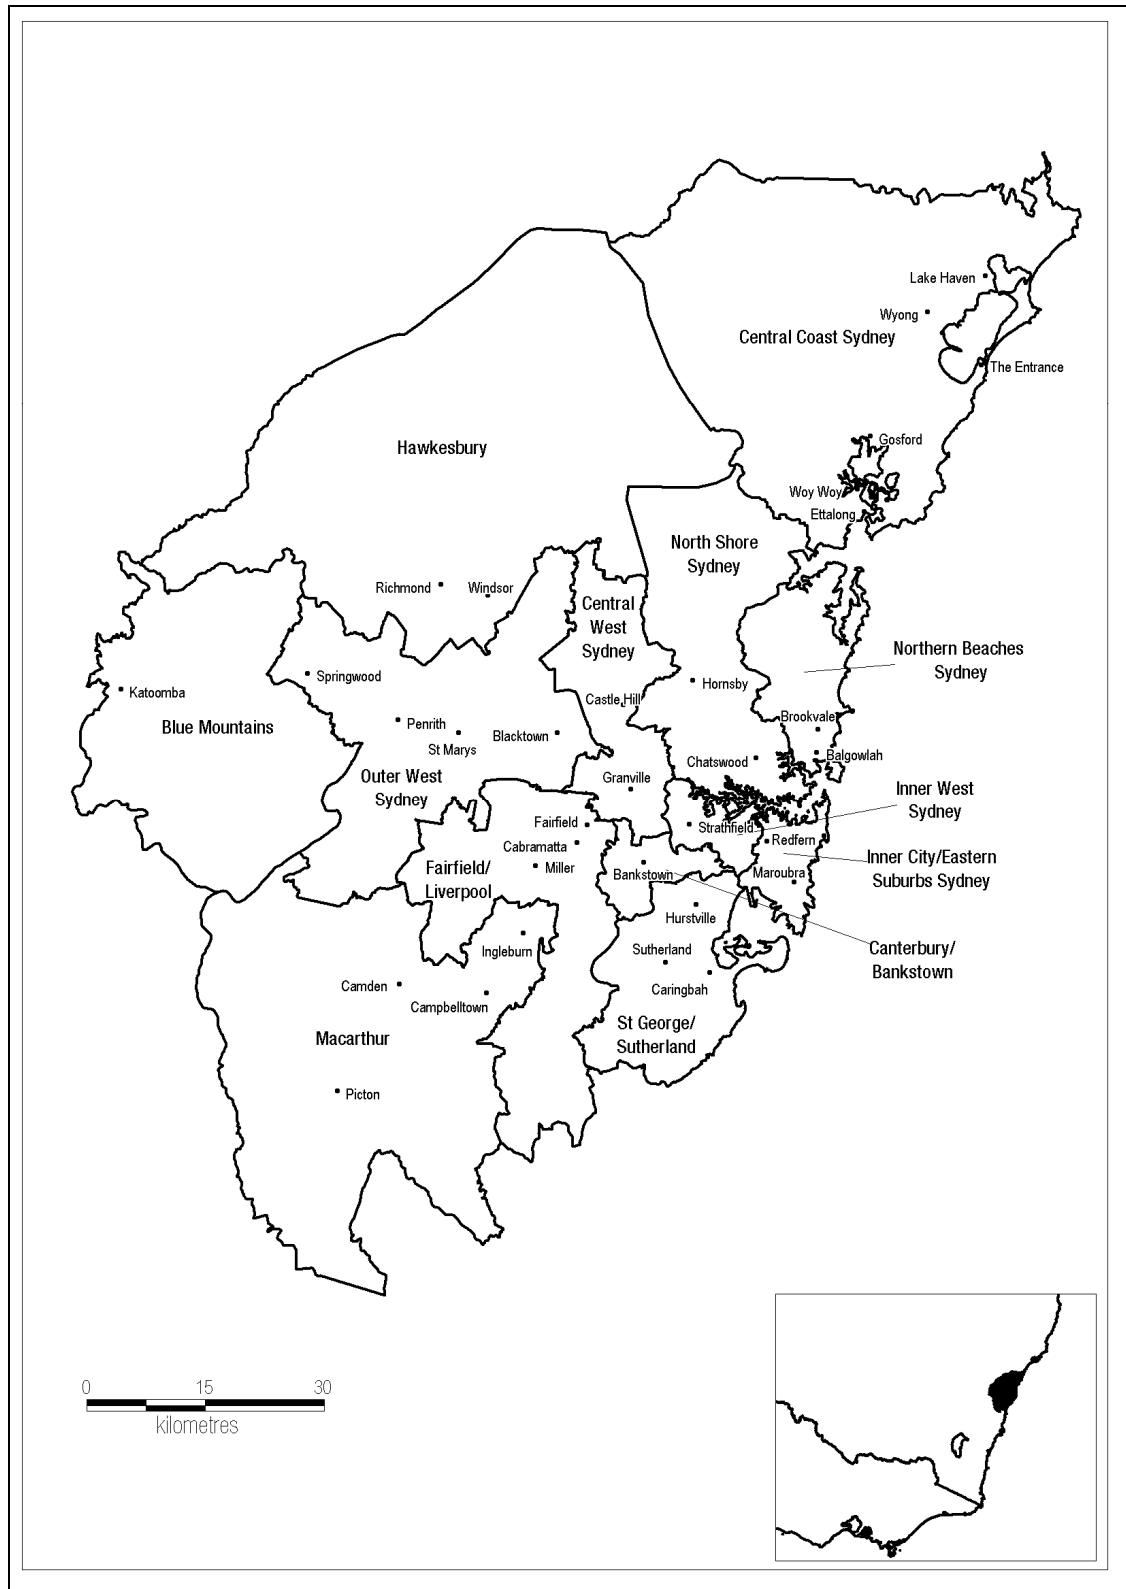 Lake Haven
Wyong
Central Coast Sydney
The Entrance
Gosford
Hawkesbury
Woy Woy
Ettalong
North Shore
Sydney
Richmond
Windsor
Central
West
Sydney
Northern Beaches
Sydney
Springwood
Hornsby
Katoomba
Castle Hill
Blue Mountains
Penrith
St Marys
Blacktown
Brookvale
Balgowlah
Chatswood
Outer West
Sydney
Granville
Inner West
Sydney
Fairfield
Strathfield
Redfern
Cabramatta
Inner City/Eastern
Suburbs Sydney
Fairfield/
Liverpool
Miller
Bankstown
Maroubra
Hurstville
Canterbury/
Bankstown
Ingleburn
Sutherland
Caringbah
Camden
Campbelltown
St George/
Sutherland
Macarthur
Picton
0 15 30
kilometres